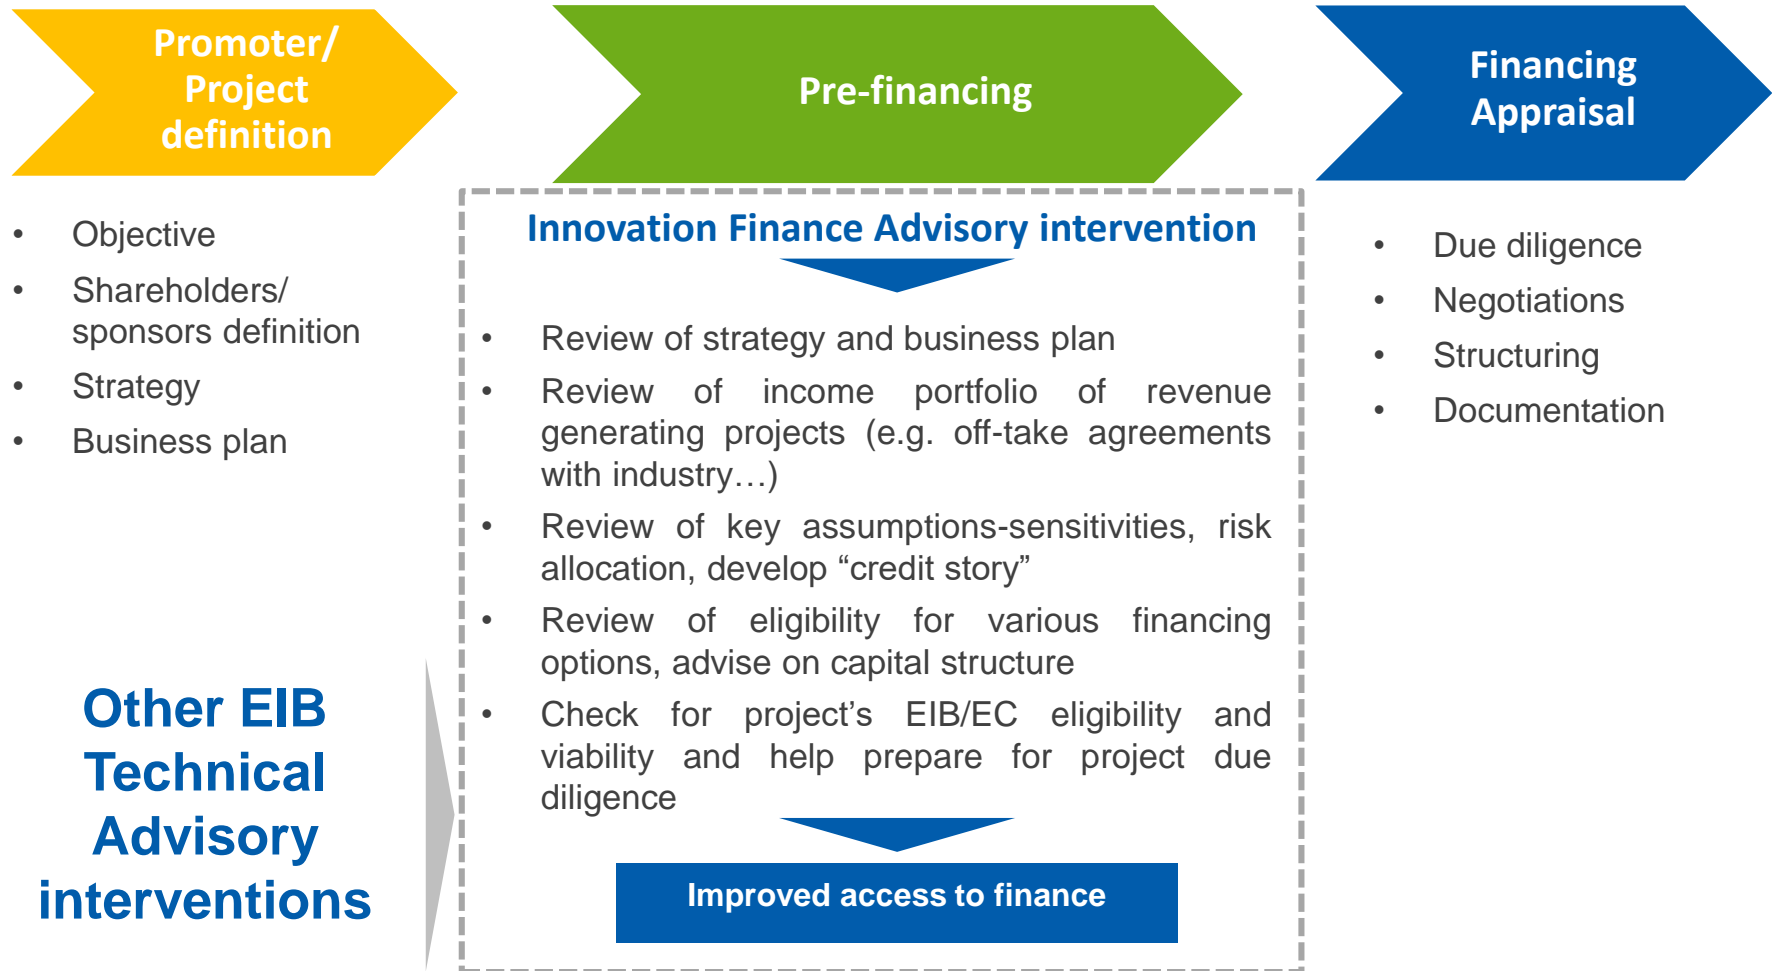 Promoter/
Project
definition
Pre-financing
Financing
Appraisal
• Objective
• Shareholders/
sponsors definition
• Strategy
• Business plan
Other EIB
Technical
Advisory
interventions
Innovation Finance Advisory intervention
• Review of strategy and business plan
• Review of income portfolio of revenue
generating projects (e.g. off-take agreements
with industry…)
• Review of key assumptions-sensitivities, risk
allocation, develop “credit story”
• Review of eligibility for various financing
options, advise on capital structure
• Check for project’s EIB/EC eligibility and
viability and help prepare for project due
diligence
Improved access to finance
• Due diligence
• Negotiations
• Structuring
• Documentation